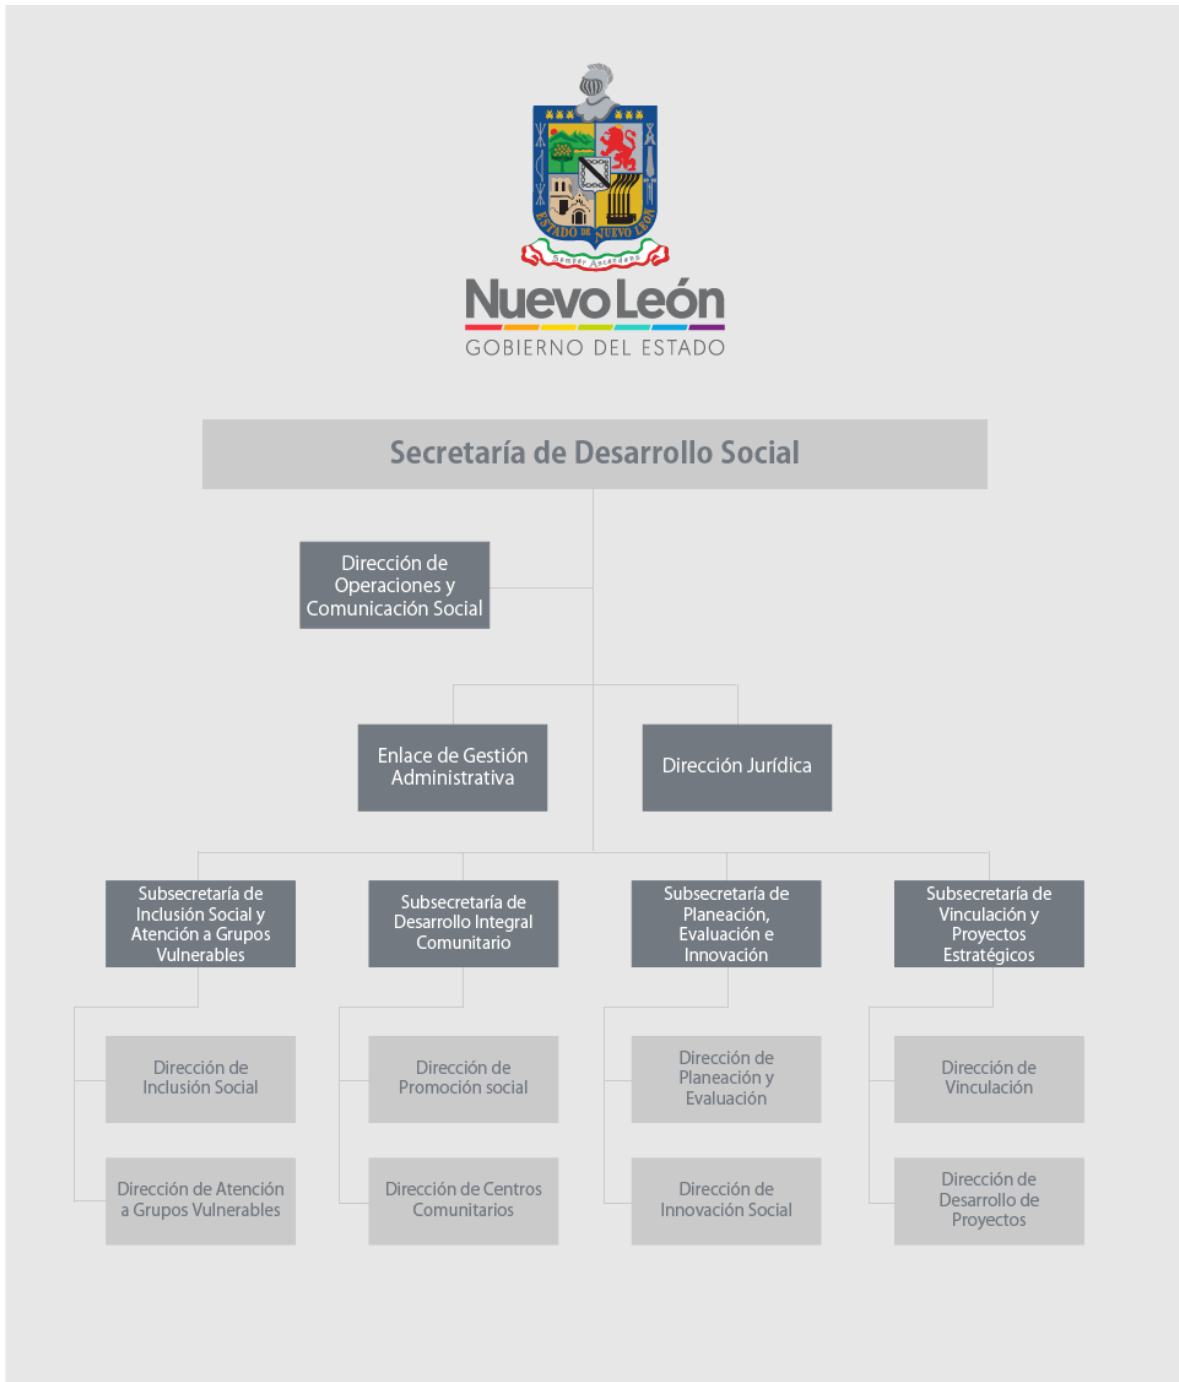 ESTADO DE NUEVO LEÓN
Semper Ascendens
Nuevo León
GOBIERNO DEL ESTADO
Secretaría de Desarrollo Social
Dirección de
Operaciones y
Comunicación Social
Enlace de Gestión
Administrativa
Dirección Jurídica
Subsecretaría de
Inclusión Social y
Atención a Grupos
Vulnerables
Subsecretaría de
Desarrollo Integral
Comunitario
Subsecretaría de
Planeación,
Evaluación e
Innovación
Subsecretaría de
Vinculación y
Proyectos
Estratégicos
Dirección de
Inclusión Social
Dirección de
Promoción social
Dirección de
Planeación y
Evaluación
Dirección de
Vinculación
Dirección de Atención
a Grupos Vulnerables
Dirección de Centros
Comunitarios
Dirección de
Innovación Social
Dirección de
Desarrollo de
Proyectos